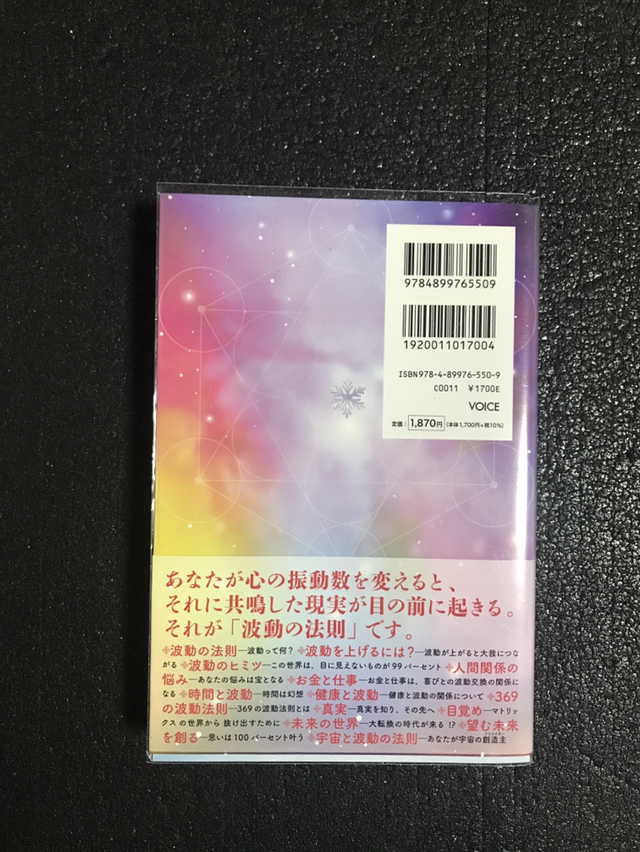 9784899765509
1920011017004
ISBN978-4-89976-550-9
C0011 ¥1700E
VOICE
定価:1,870円(本体1,700円+税10%)
あなたが心の振動数を変えると、
それに共鳴した現実が目の前に起きる。
それが「波動の法則」です。
❉波動の法則―波動って何? ❉波動を上げるには?―波動が上がると大我につな
がる ❉波動のヒミツ―この世界は、目に見えないものが99パーセント ❉人間関係の
悩み―あなたの悩みは宝となる ❉お金と仕事―お金と仕事は、喜びとの波動交換の関係に
なる ❉時間と波動―時間は幻想 ❉健康と波動―健康と波動の関係について ❉369
の波動法則―369の波動法則とは ❉真実―真実を知り、その先へ ❉目覚め―マトリッ
クスの世界から 抜け出すために ❉未来の世界―大転換の時代が来る!? ❉望む未来
を創る―思いは100パーセント叶う ❉宇宙と波動の法則―あなたが宇宙の創造主